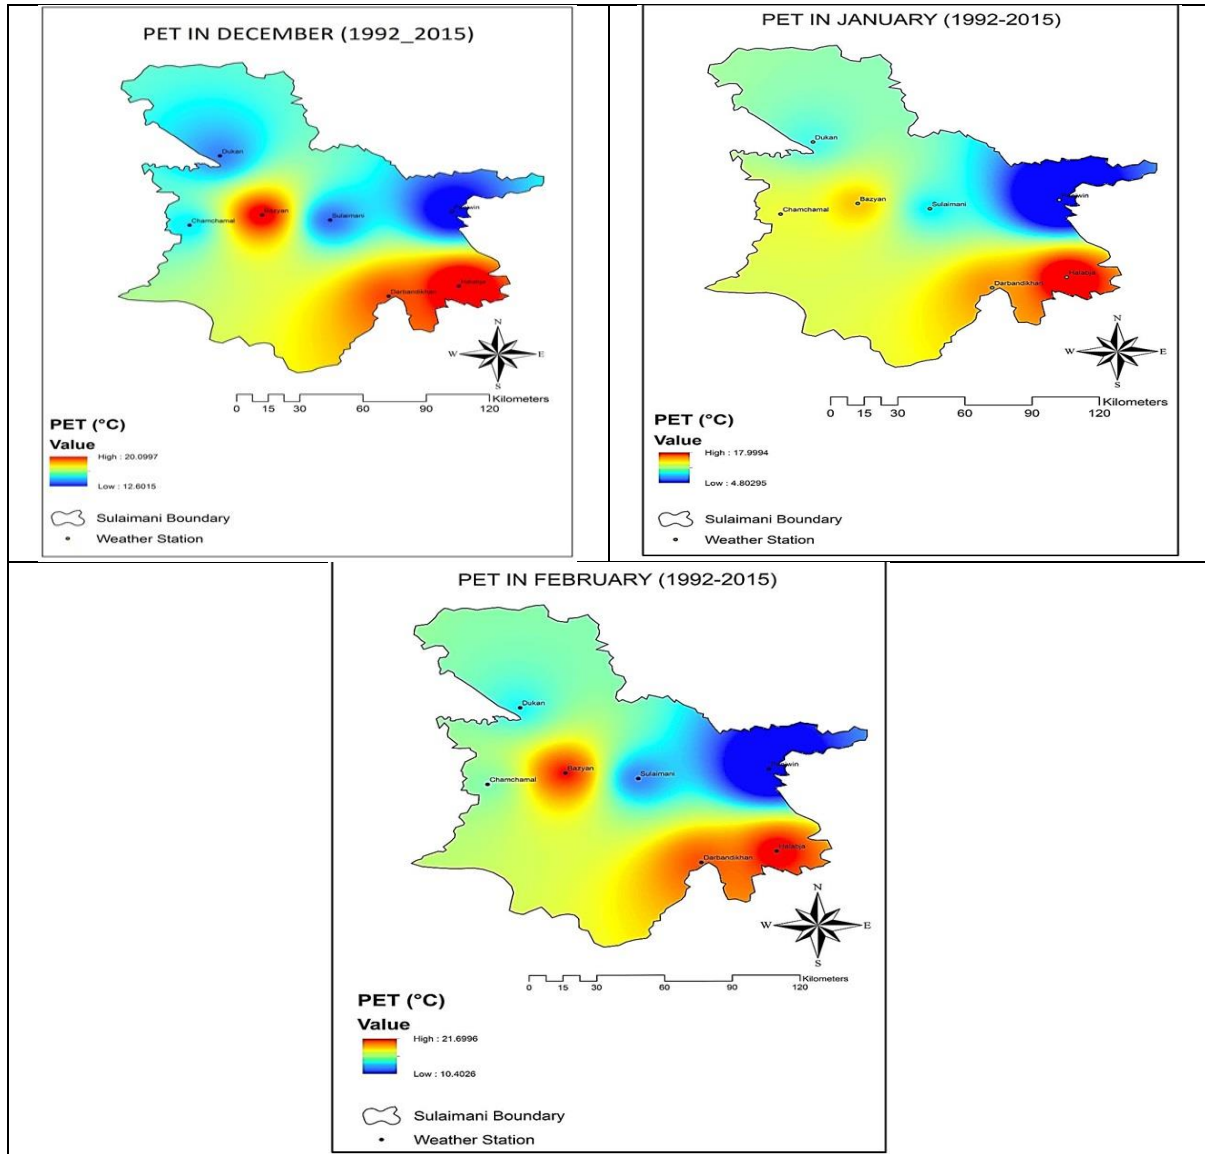 PET IN DECEMBER (1992_2015)
Dukan
Bazyan
Sulaimani
Chamchamal
Darbandikhan
N
W E
S
0 15 30 60 90 120 Kilometers
PET (°C)
Value
High : 20.0997
Low : 12.6015
Sulaimani Boundary
Weather Station
PET IN JANUARY (1992-2015)
Dukan
Bazyan
Sulaimani
Chamchamal
Halabja
Darbandikhan
N
W E
S
0 15 30 60 90 120 Kilometers
PET (°C)
Value
High : 17.9994
Low : 4.80295
Sulaimani Boundary
Weather Station
PET IN FEBRUARY (1992-2015)
Dukan
Bazyan
Sulaimani
Chamchamal
Halabja
Darbandikhan
N
W E
S
0 15 30 60 90 120 Kilometers
PET (°C)
Value
High : 21.6996
Low : 10.4026
Sulaimani Boundary
Weather Station